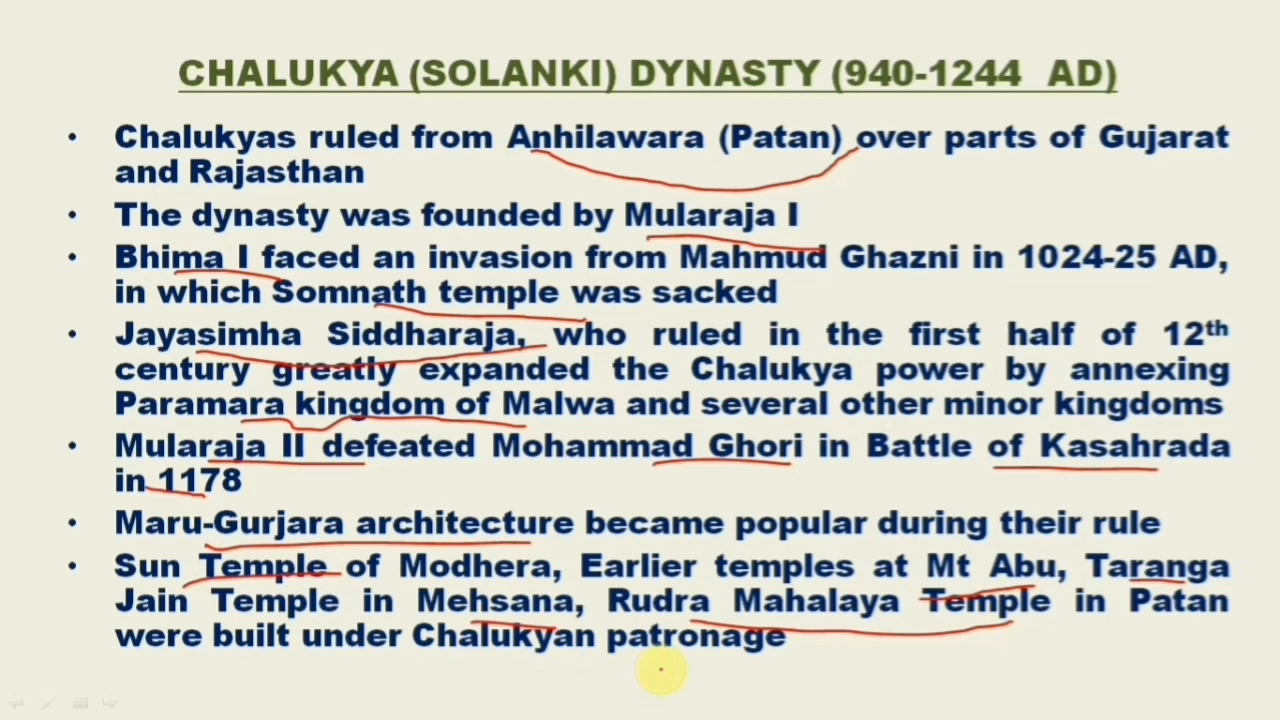 CHALUKYA (SOLANKI) DYNASTY (940-1244 AD)
• Chalukyas ruled from Anhilawara (Patan) over parts of Gujarat
and Rajasthan
• The dynasty was founded by Mularaja I
• Bhima I faced an invasion from Mahmud Ghazni in 1024-25 AD,
in which Somnath temple was sacked
• Jayasimha Siddharaja, who ruled in the first half of 12th
century greatly expanded the Chalukya power by annexing
Paramara kingdom of Malwa and several other minor kingdoms
• Mularaja II defeated Mohammad Ghori in Battle of Kasahrada
in 1178
• Maru-Gurjara architecture became popular during their rule
• Sun Temple of Modhera, Earlier temples at Mt Abu, Taranga
Jain Temple in Mehsana, Rudra Mahalaya Temple in Patan
were built under Chalukyan patronage